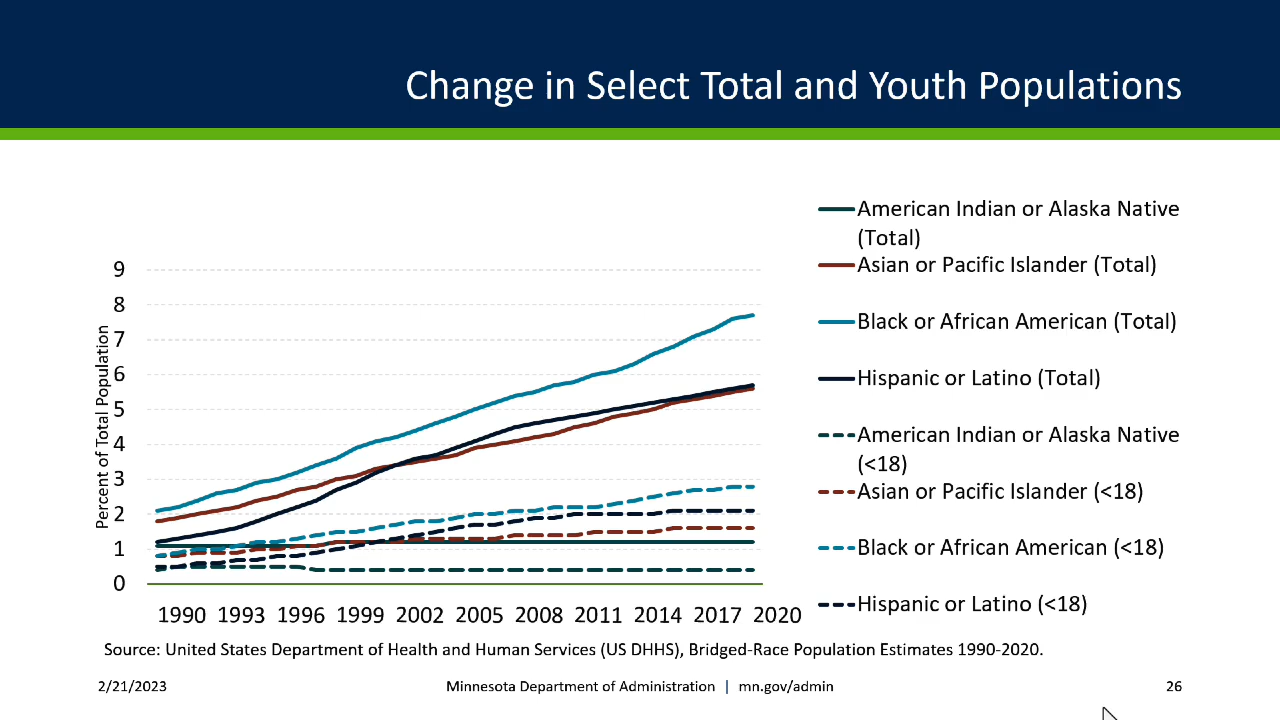 Change in Select Total and Youth Populations
Percent of Total Population
9
8
7
6
5
4
3
2
1
0
1990 1993 1996 1999 2002 2005 2008 2011 2014 2017 2020
American Indian or Alaska Native
(Total)
Asian or Pacific Islander (Total)
Black or African American (Total)
Hispanic or Latino (Total)
American Indian or Alaska Native
(<18)
Asian or Pacific Islander (<18)
Black or African American (<18)
Hispanic or Latino (<18)
Source: United States Department of Health and Human Services (US DHHS), Bridged-Race Population Estimates 1990-2020.
2/21/2023
Minnesota Department of Administration | mn.gov/admin
26